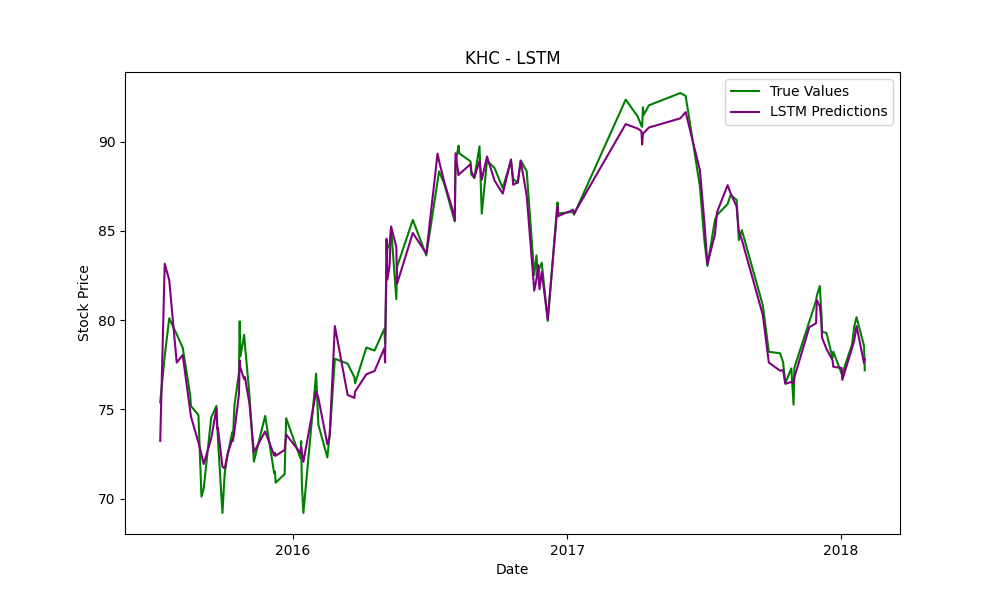 KHC - LSTM
True Values
LSTM Predictions
Stock Price
90
85
80
75
70
2016
2017
2018
Date